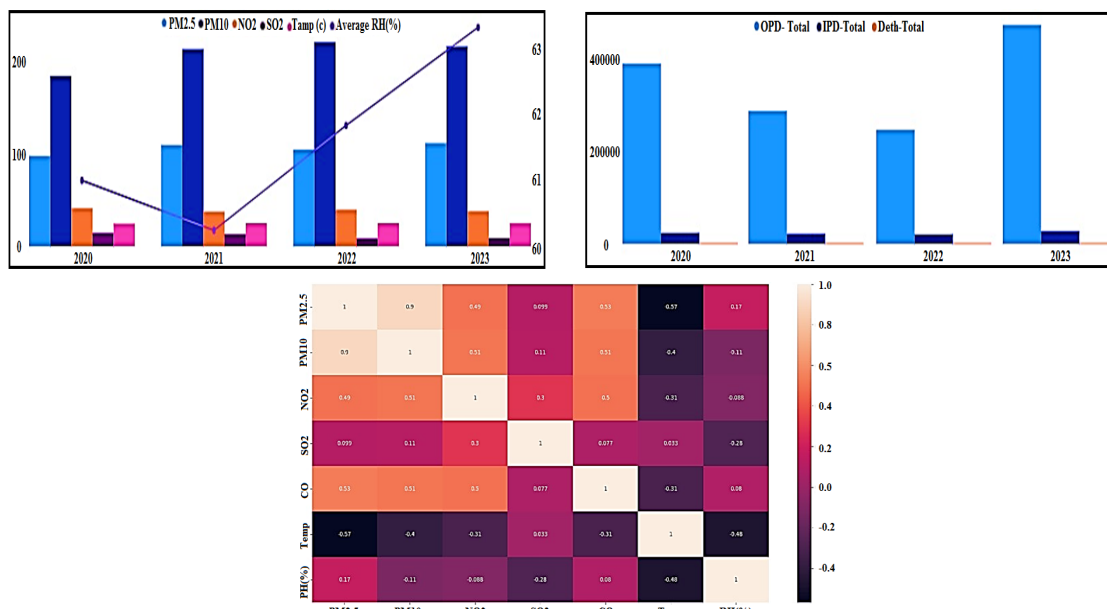 PM2.5 PM10 NO2 SO2 Tamp (c) Average RH(%)
200
100
0
63
62
61
60
2020 2021 2022 2023
OPD- Total IPD-Total Deth-Total
400000
200000
0
2020 2021 2022 2023
PM2.5 1 0.9 0.49 0.099 0.53 -0.57 0.17
PM10 0.9 1 0.51 0.11 0.51 -0.4 -0.11
NO2 0.49 0.51 1 0.3 0.5 -0.31 -0.088
SO2 0.099 0.11 0.3 1 0.077 0.033 -0.28
CO 0.53 0.51 0.5 0.077 1 -0.31 0.08
Temp -0.57 -0.4 -0.31 0.033 -0.31 1 -0.48
PH(%) 0.17 -0.11 -0.088 -0.28 0.08 -0.48 1
1.0
0.8
0.6
0.4
0.2
0.0
-0.2
-0.4